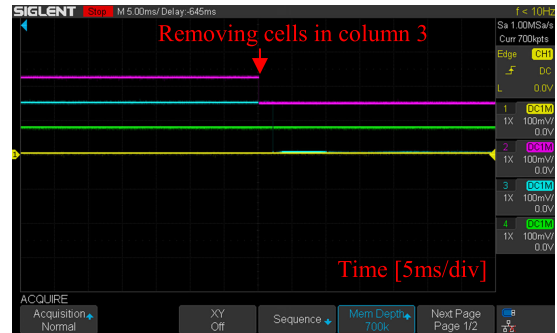 SIGLENT Stop M 5.00ms/ Delay:-645ms f < 10Hz
Sa 1.00MSa/s
Curr 700kpts
Removing cells in column 3
Edge CH1
DC
L 0.0V
1 DC1M
1X 100mV/
0.0V
2 DC1M
1X 100mV/
0.0V
3 DC1M
1X 100mV/
0.0V
4 DC1M
1X 100mV/
0.0V
Time [5ms/div]
ACQUIRE
Acquisition
Normal
XY
Off
Sequence
Mem Depth
700k
Next Page
Page 1/2